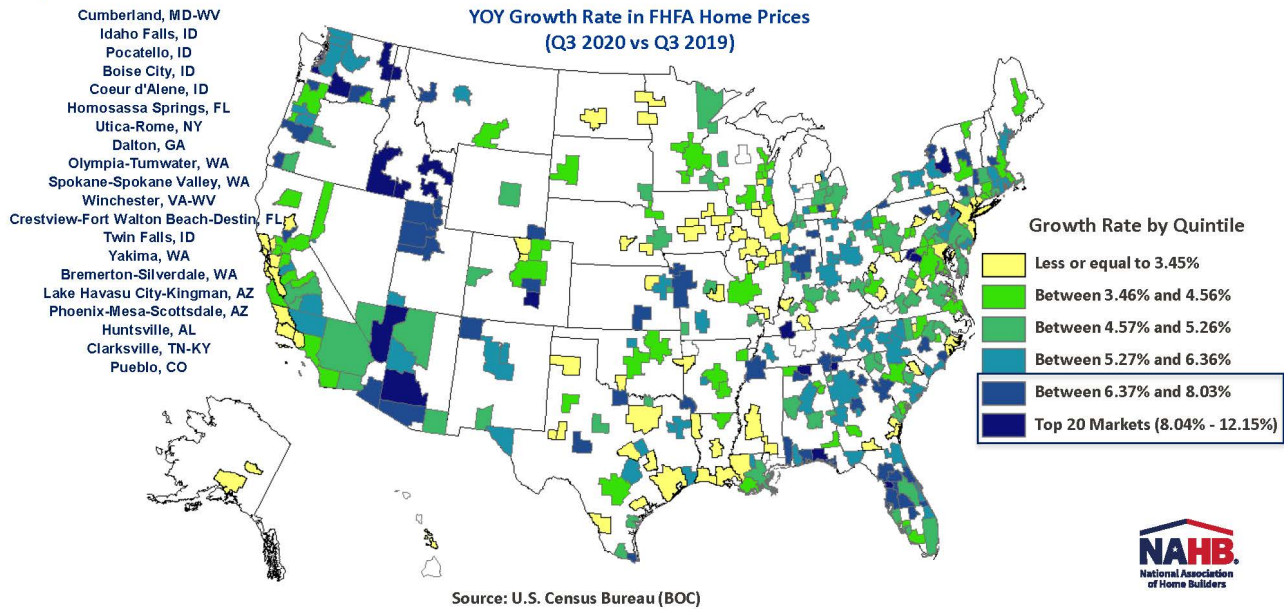 YOY Growth Rate in FHFA Home Prices
(Q3 2020 vs Q3 2019)
Cumberland, MD-WV
Idaho Falls, ID
Pocatello, ID
Boise City, ID
Coeur d'Alene, ID
Homosassa Springs, FL
Utica-Rome, NY
Dalton, GA
Olympia-Tumwater, WA
Spokane-Spokane Valley, WA
Winchester, VA-WV
Crestview-Fort Walton Beach-Destin, FL
Twin Falls, ID
Yakima, WA
Bremerton-Silverdale, WA
Lake Havasu City-Kingman, AZ
Phoenix-Mesa-Scottsdale, AZ
Huntsville, AL
Clarksville, TN-KY
Pueblo, CO
Growth Rate by Quintile
Less or equal to 3.45%
Between 3.46% and 4.56%
Between 4.57% and 5.26%
Between 5.27% and 6.36%
Between 6.37% and 8.03%
Top 20 Markets (8.04% - 12.15%)
NAHB.
National Association
of Home Builders
Source: U.S. Census Bureau (BOC)